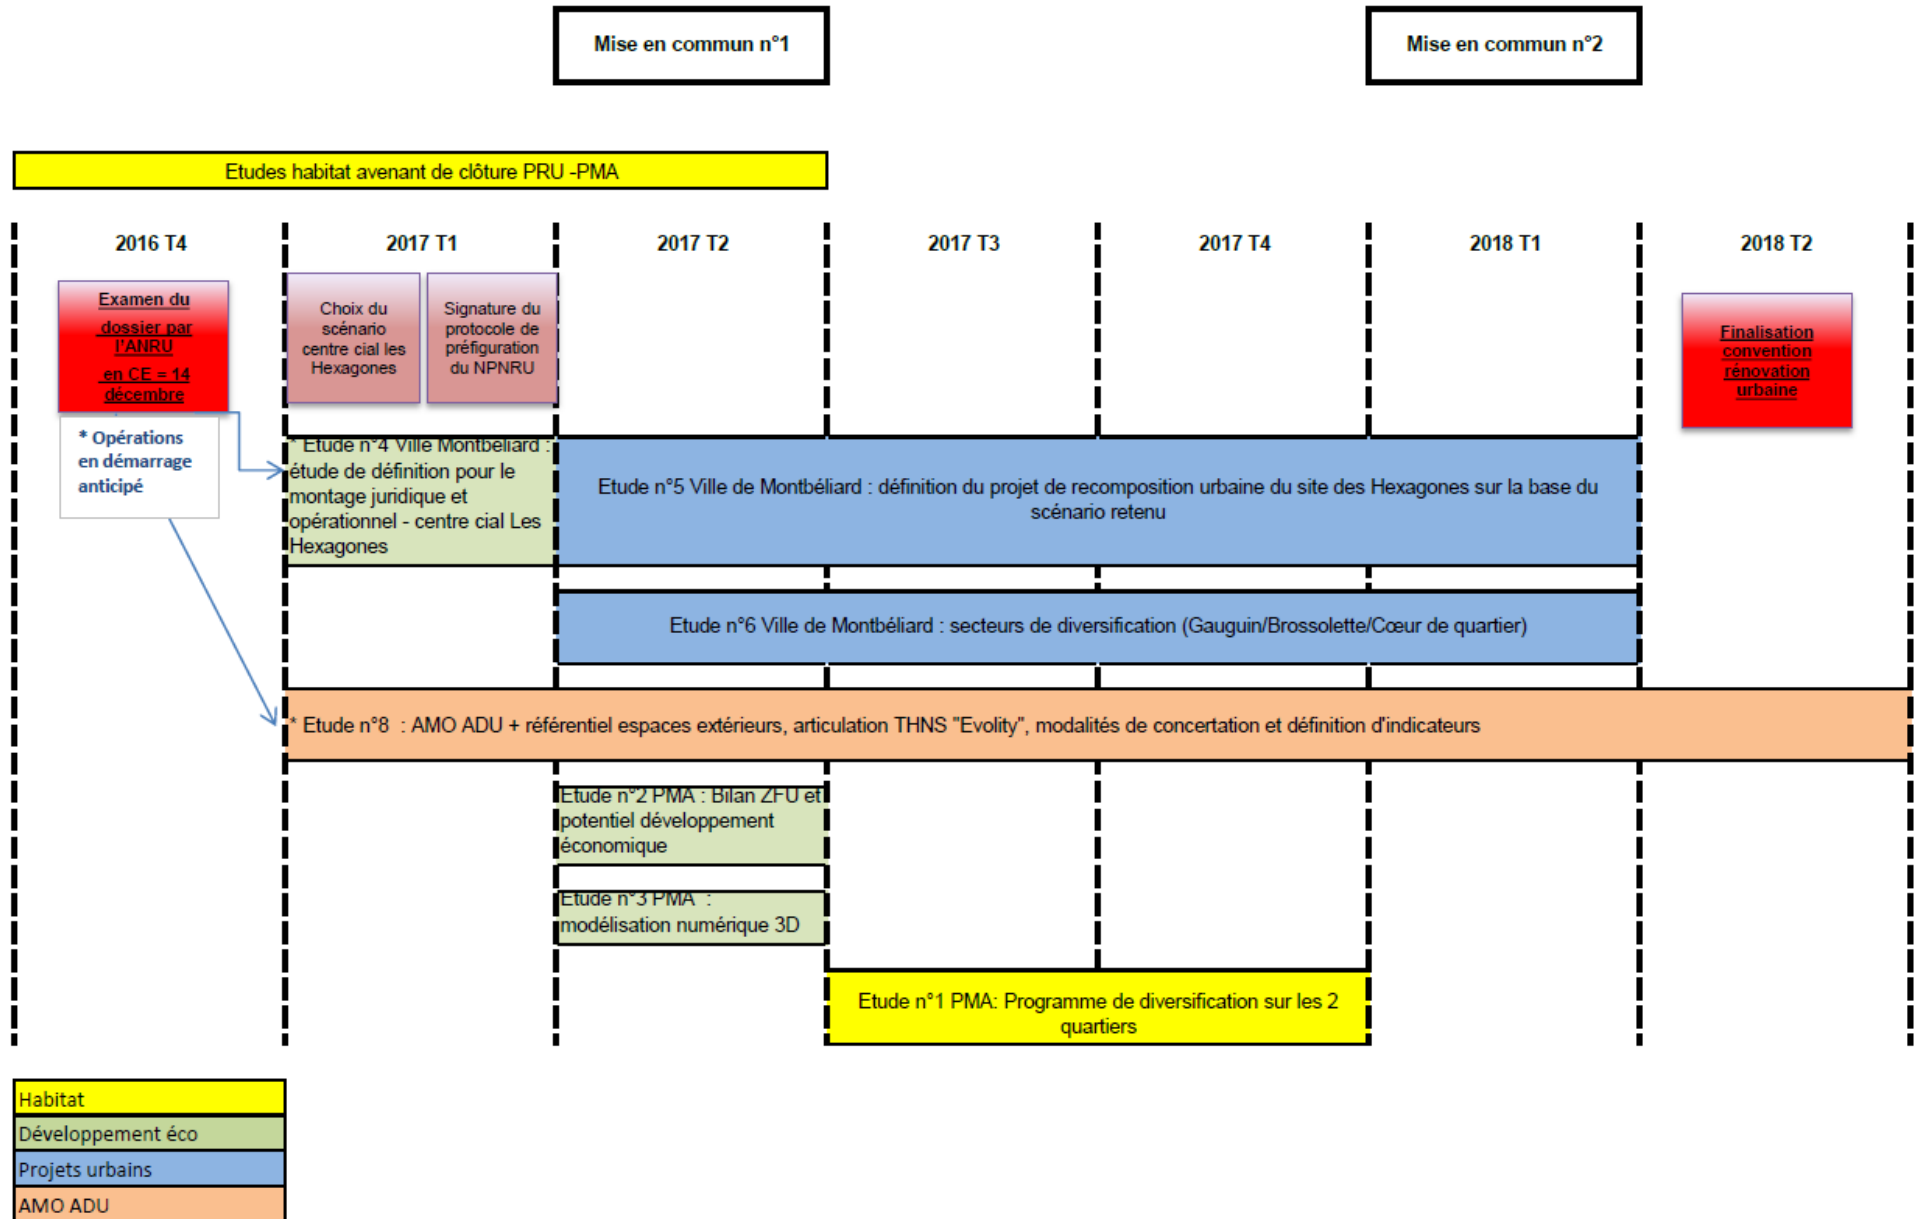 Mise en commun n°1
Mise en commun n°2
Etudes habitat avenant de clôture PRU -PMA
2016 T4
2017 T1
2017 T2
2017 T3
2017 T4
2018 T1
2018 T2
Examen du
dossier par
l'ANRU
en CE = 14
décembre
Choix du
scénario
centre cial les
Hexagones
Signature du
protocole de
préfiguration
du NPNRU
Finalisation
convention
rénovation
urbaine
* Opérations
en démarrage
anticipé
* Etude n°4 Ville Montbéliard :
étude de définition pour le
montage juridique et
opérationnel - centre cial Les
Hexagones
Etude n°5 Ville de Montbéliard : définition du projet de recomposition urbaine du site des Hexagones sur la base du
scénario retenu
Etude n°6 Ville de Montbéliard : secteurs de diversification (Gauguin/Brossolette/Cœur de quartier)
* Etude n°8 : AMO ADU + référentiel espaces extérieurs, articulation THNS "Evolity", modalités de concertation et définition d'indicateurs
Etude n°2 PMA : Bilan ZFU et
potentiel développement
économique
Etude n°3 PMA :
modélisation numérique 3D
Etude n°1 PMA: Programme de diversification sur les 2
quartiers
Habitat
Développement éco
Projets urbains
AMO ADU